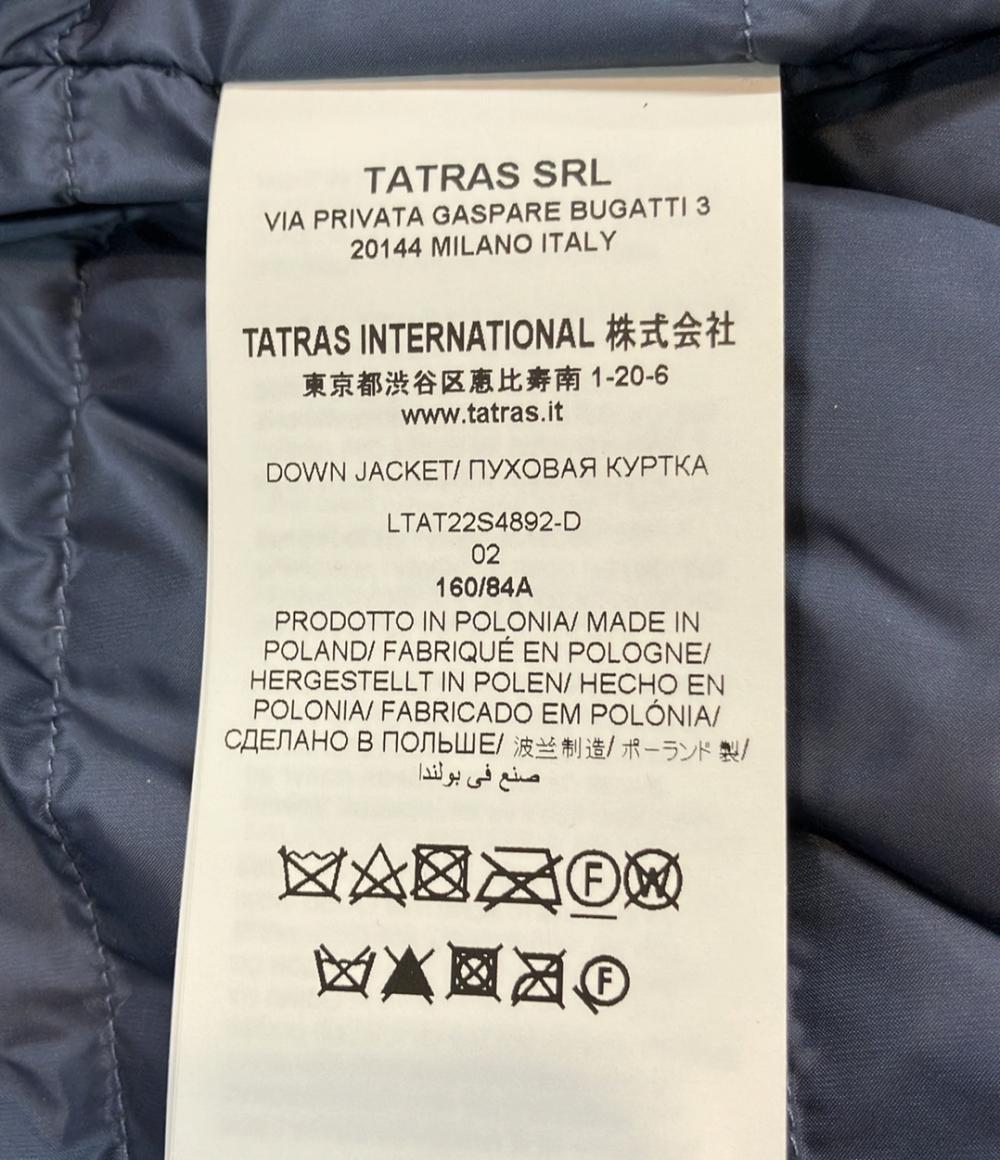 TATRAS SRL
VIA PRIVATA GASPARE BUGATTI 3
20144 MILANO ITALY
TATRAS INTERNATIONAL 株式会社
東京都渋谷区恵比寿南 1-20-6
www.tatras.it
DOWN JACKET/ ПУХОВАЯ КУРТКА
LTAT22S4892-D
02
160/84A
PRODOTTO IN POLONIA/ MADE IN
POLAND/ FABRIQUÉ EN POLOGNE/
HERGESTELLT IN POLEN/ HECHO EN
POLONIA/ FABRICADO EM POLÓNIA/
СДЕЛАНО В ПОЛЬШЕ/ 波兰制造/ ポーランド 製/
صنع في بولندا
F W
F